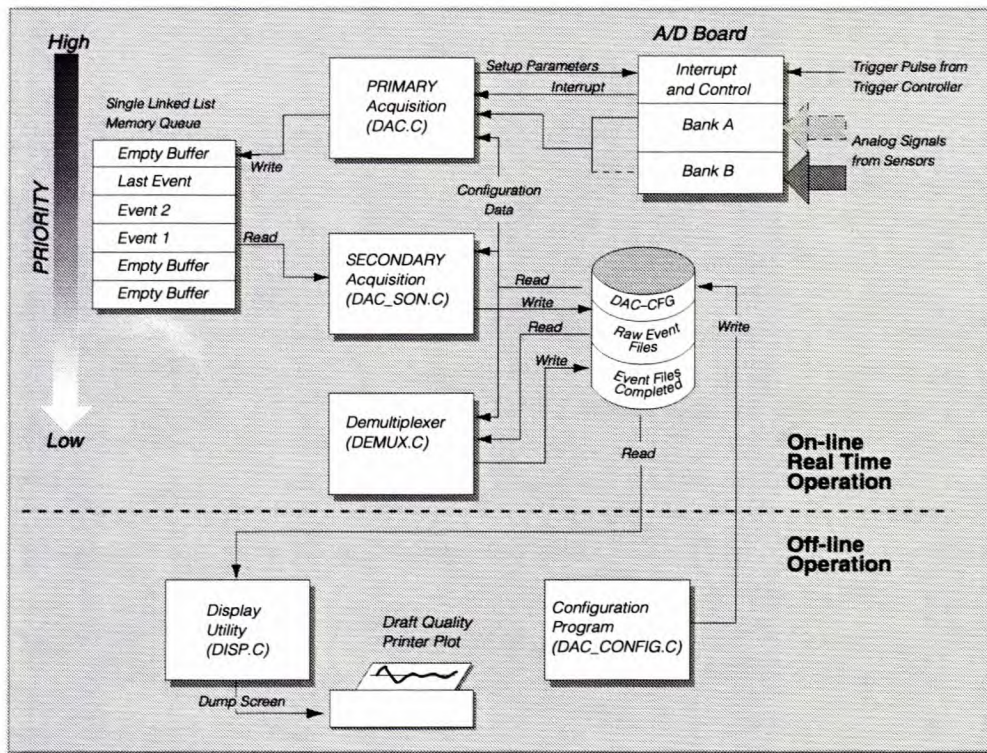 High
PRIORITY
Low
Single Linked List
Memory Queue
Empty Buffer
Last Event
Event 2
Event 1
Empty Buffer
Empty Buffer
Write
Read
PRIMARY
Acquisition
(DAC.C)
Setup Parameters
Interrupt
A/D Board
Interrupt
and Control
Bank A
Bank B
Trigger Pulse from
Trigger Controller
Analog Signals
from Sensors
Configuration
Data
SECONDARY
Acquisition
(DAC_SON.C)
Read
Write
Read
Write
DAC-CFG
Raw Event
Files
Event Files
Completed
Write
Demultiplexer
(DEMUX.C)
Read
On-line
Real Time
Operation
Off-line
Operation
Display
Utility
(DISP.C)
Dump Screen
Draft Quality
Printer Plot
Configuration
Program
(DAC_CONFIG.C)